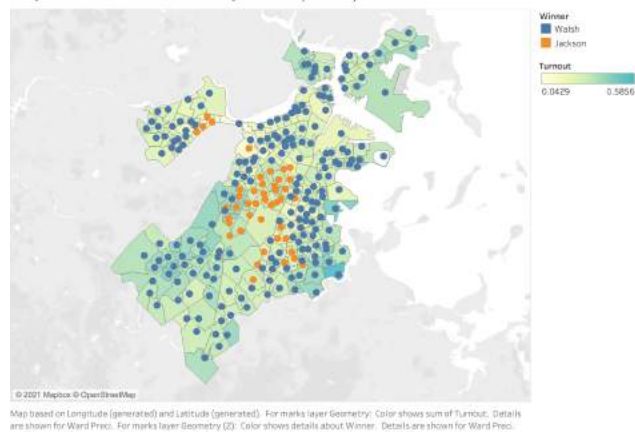 Winner
Walsh
Jackson
Turnout
0.0429 0.5856
© 2021 Mapbox © OpenStreetMap
Map based on Longitude (generated) and Latitude (generated). For marks layer Geometry: Color shows sum of Turnout. Details
are shown for Ward Preci. For marks layer Geometry (2): Color shows details about Winner. Details are shown for Ward Preci.